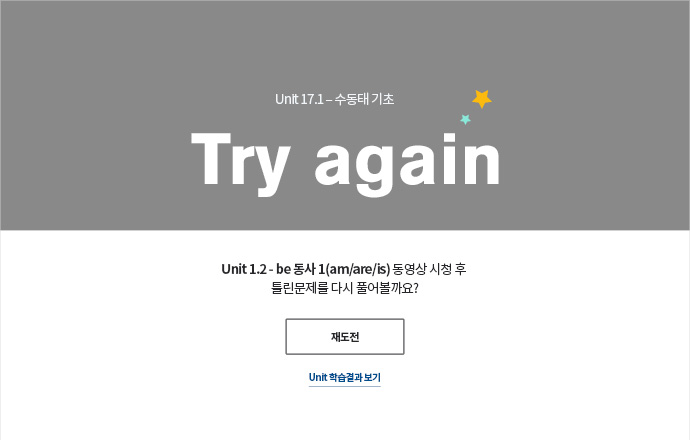 Unit 17.1 – 수동태 기초
Try again
Unit 1.2 - be 동사 1(am/are/is) 동영상 시청 후
틀린문제를 다시 풀어볼까요?
재도전
Unit 학습결과 보기